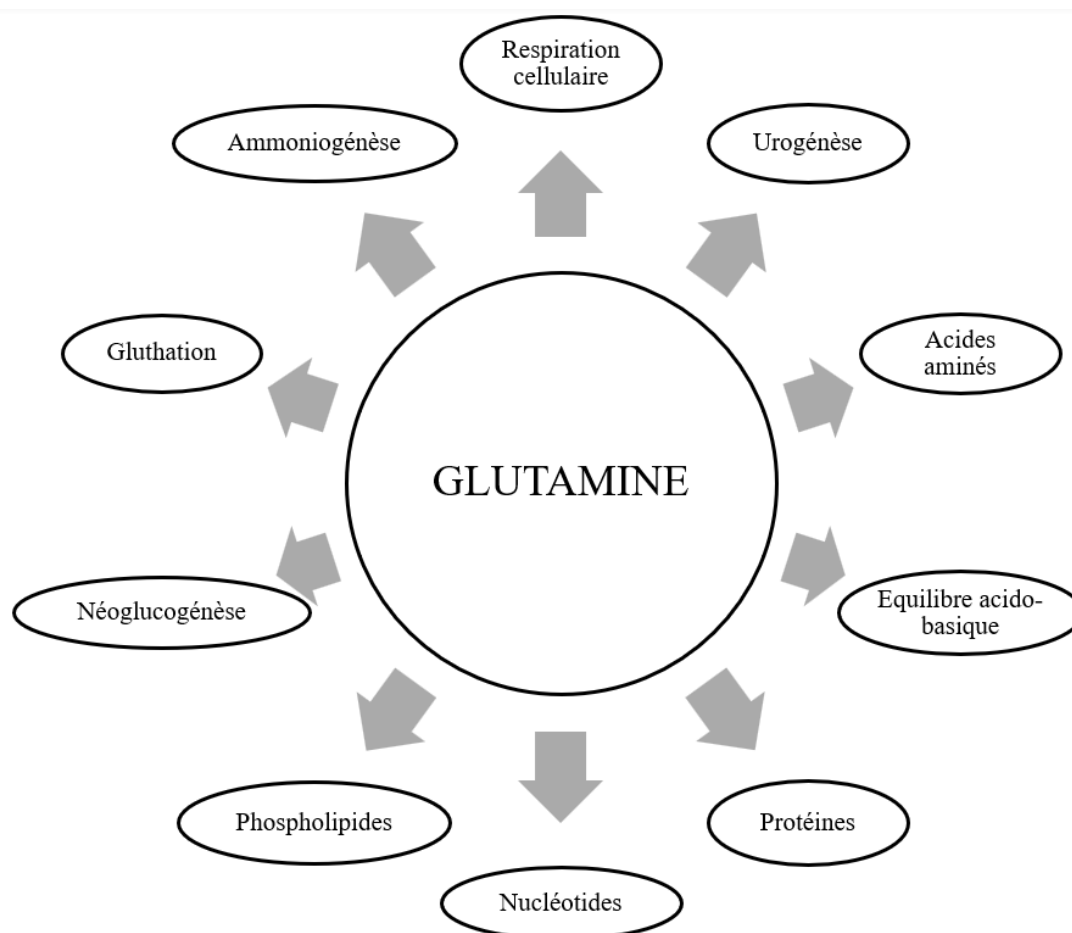 Respiration
cellulaire
Ammoniogénèse
Urogénèse
Gluthation
Acides
aminés
GLUTAMINE
Néoglucogénèse
Equilibre acido-
basique
Phospholipides
Protéines
Nucléotides